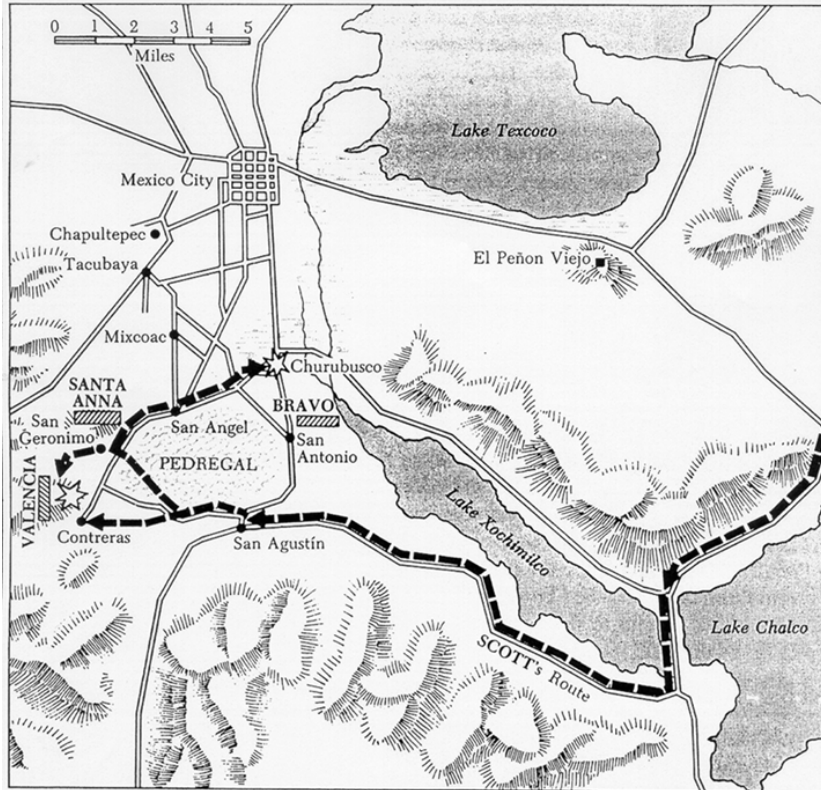 0 1 2 3 4 5
Miles
Lake Texcoco
Mexico City
Chapultepec
Tacubaya
El Peñon Viejo
Mixcoac
Churubusco
SANTA
ANNA
BRAVO
San
Geronimo
San Angel
San
Antonio
PEDREGAL
VALENCIA
Lake Xochimilco
Contreras
San Agustín
SCOTT's Route
Lake Chalco